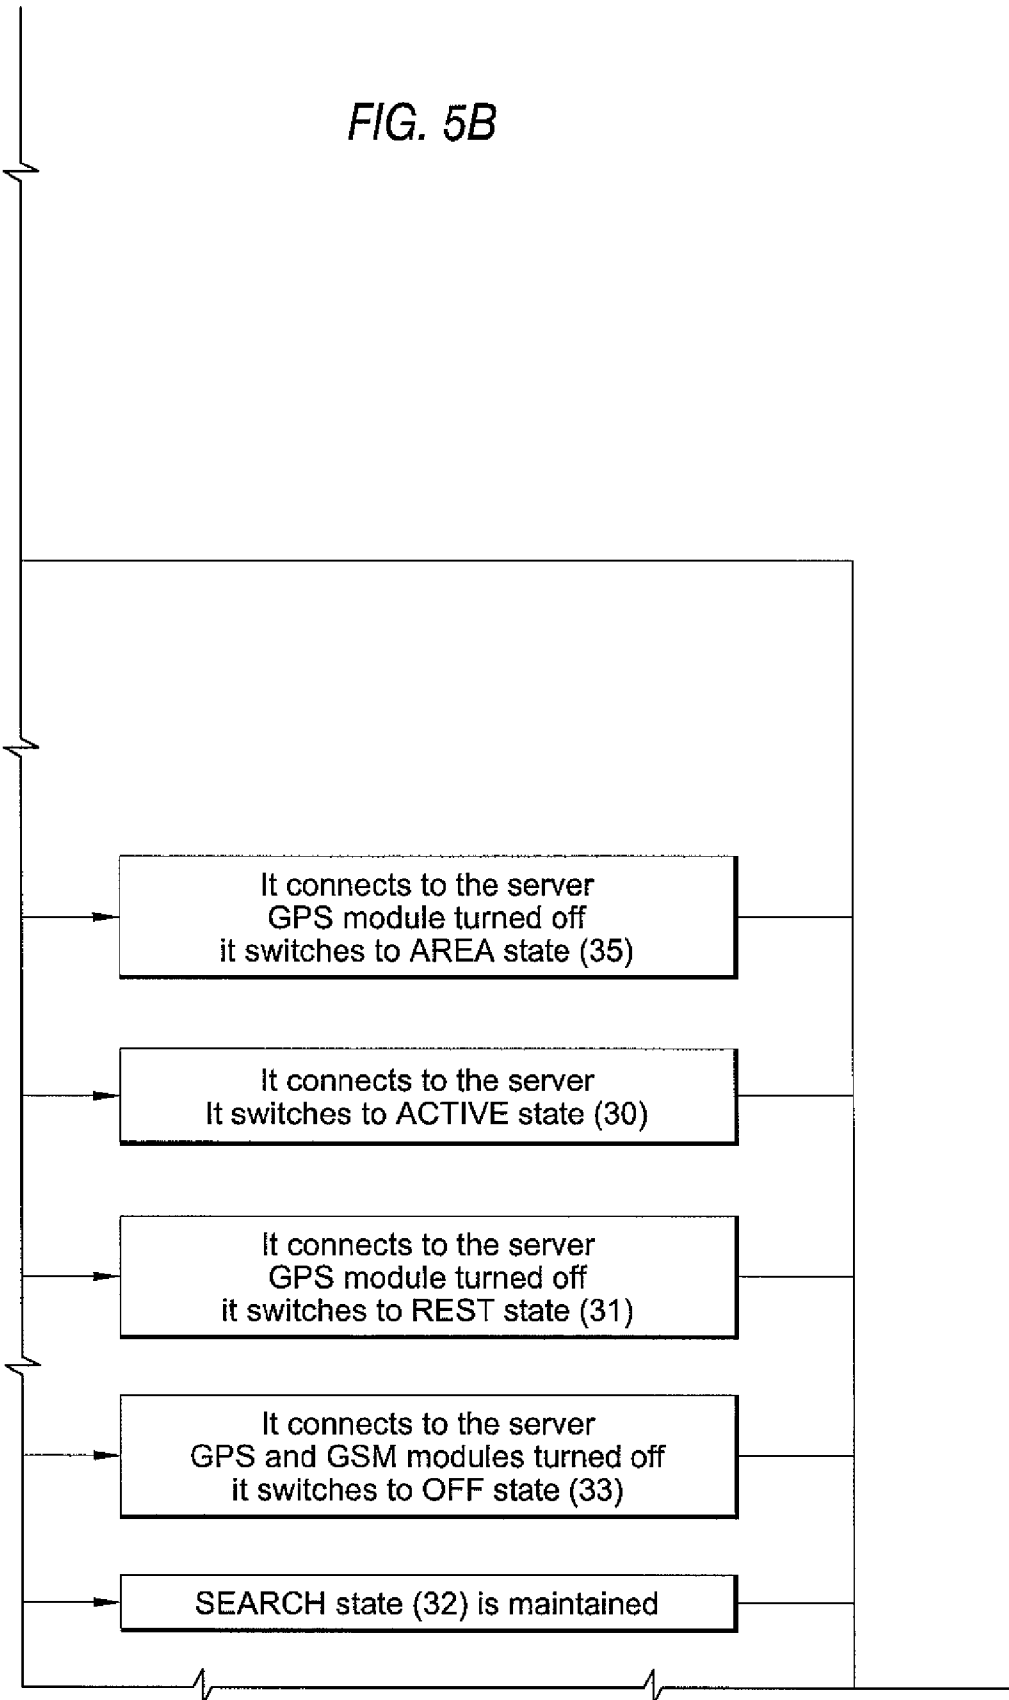 FIG. 5B
It connects to the server
GPS module turned off
it switches to AREA state (35)
It connects to the server
It switches to ACTIVE state (30)
It connects to the server
GPS module turned off
it switches to REST state (31)
It connects to the server
GPS and GSM modules turned off
it switches to OFF state (33)
SEARCH state (32) is maintained